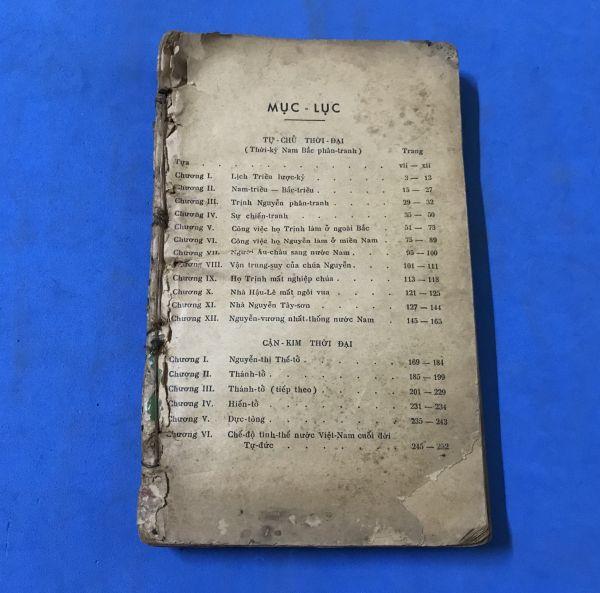 MỤC - LỤC
TỰ - CHỦ THỜI - ĐẠI
(Thời-kỳ Nam Bắc phân-tranh) Trang
Tựa . . . . . . . . . . vii — xii
Chương I. Lịch Triều lược-ký . . . . . . 3 — 13
Chương II. Nam-triều — Bắc-triều . . . . . . 15 — 27
Chương III. Trịnh Nguyễn phân-tranh . . . . . 29 — 32
Chương IV. Sự chiến-tranh . . . . . . 35 — 50
Chương V. Công việc họ Trịnh làm ở ngoài Bắc . . 51 — 73
Chương VI. Công việc họ Nguyễn làm ở miền Nam . . 75 — 89
Chương VII. Người Âu-châu sang nước Nam . . . 95 — 100
Chương VIII. Vận trung-suy của chúa Nguyễn . . . 101 — 111
Chương IX. Họ Trịnh mất nghiệp chúa . . . . 113 — 118
Chương X. Nhà Hậu-Lê mất ngôi vua . . . . 121 — 125
Chương XI. Nhà Nguyễn Tây-sơn . . . . . 127 — 144
Chương XII. Nguyễn-vương nhất-thống nước Nam . . 145 — 165
CẬN - KIM THỜI ĐẠI
Chương I. Nguyễn-thị Thế-tổ . . . . . . 169 — 184
Chương II. Thánh-tổ . . . . . . . 185 — 199
Chương III. Thánh-tổ ( tiếp theo ) . . . . . 201 — 229
Chương IV. Hiến-tổ . . . . . . . 231 — 234
Chương V. Dực-tông . . . . . . . 235 — 243
Chương VI. Chế-độ tình-thế nước Việt-Nam cuối đời
Tự-đức . . . . . . 245 — 252